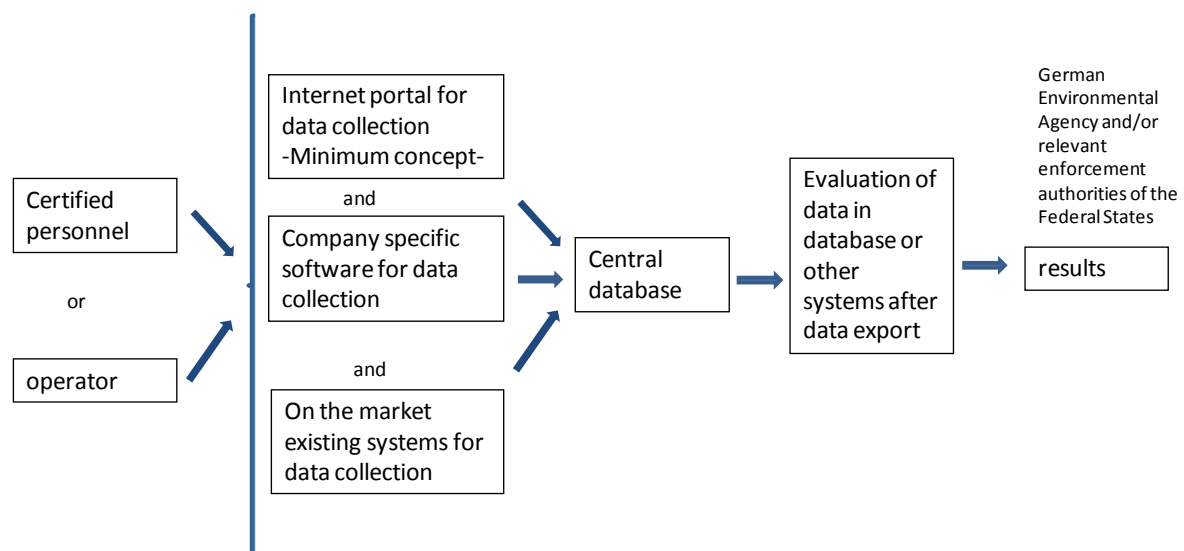 Certified
personnel
or
operator
Internet portal for
data collection
-Minimum concept-
and
Company specific
software for data
collection
and
On the market
existing systems for
data collection
Central
database
Evaluation of
data in
database or
other
systems after
data export
German
Environmental
Agency and/or
relevant
enforcement
authorities of the
Federal States
results